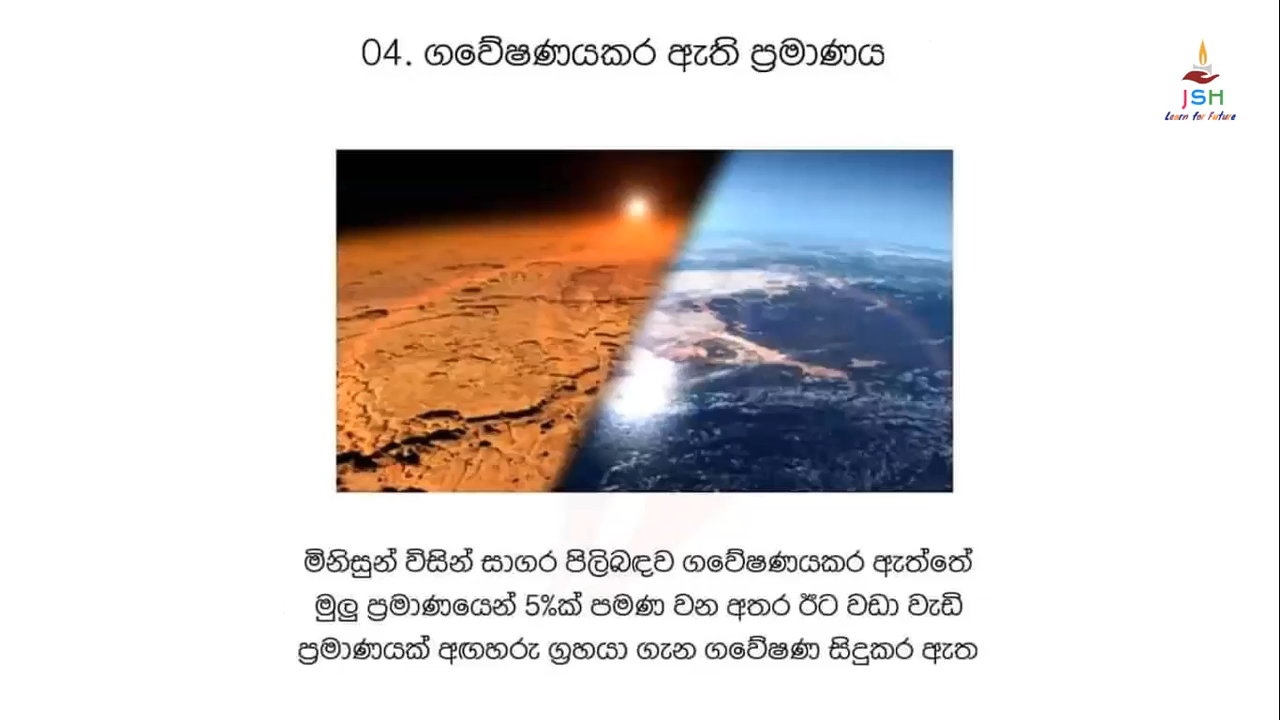 04. ගවේෂණයකර ඇති ප්‍රමාණය
JSH
Learn for Future
මිනිසුන් විසින් සාගර පිලිබඳව ගවේෂණයකර ඇත්තේ
මුලු ප්‍රමාණයෙන් 5%ක් පමණ වන අතර ඊට වඩා වැඩි
ප්‍රමාණයක් අඟහරු ග්‍රහයා ගැන ගවේෂණ සිදුකර ඇත